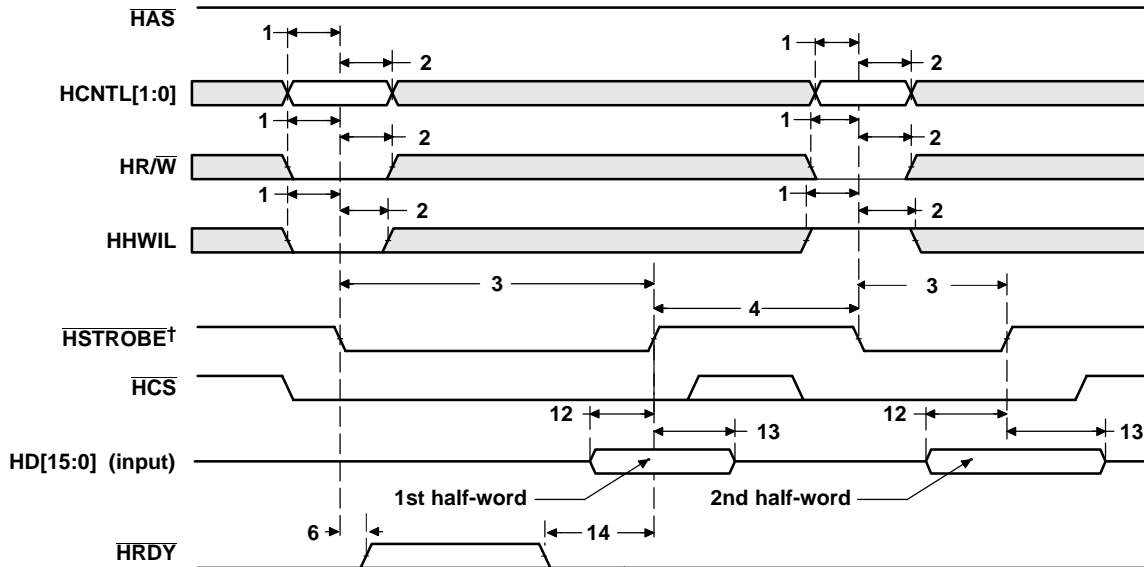 HAS
1
1
2
2
HCNTL[1:0]
1
1
2
2
HR/W
1
1
2
2
HHWIL
3
3
4
HSTROBE†
HCS
12
12
13
13
HD[15:0] (input)
1st half-word
2nd half-word
6
14
HRDY